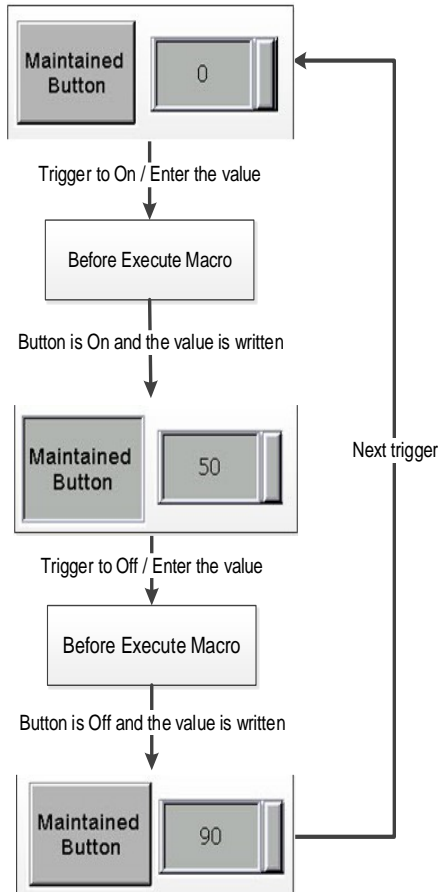 Maintained
Button
0
Trigger to On / Enter the value
Before Execute Macro
Button is On and the value is written
Maintained
Button
50
Next trigger
Trigger to Off / Enter the value
Before Execute Macro
Button is Off and the value is written
Maintained
Button
90